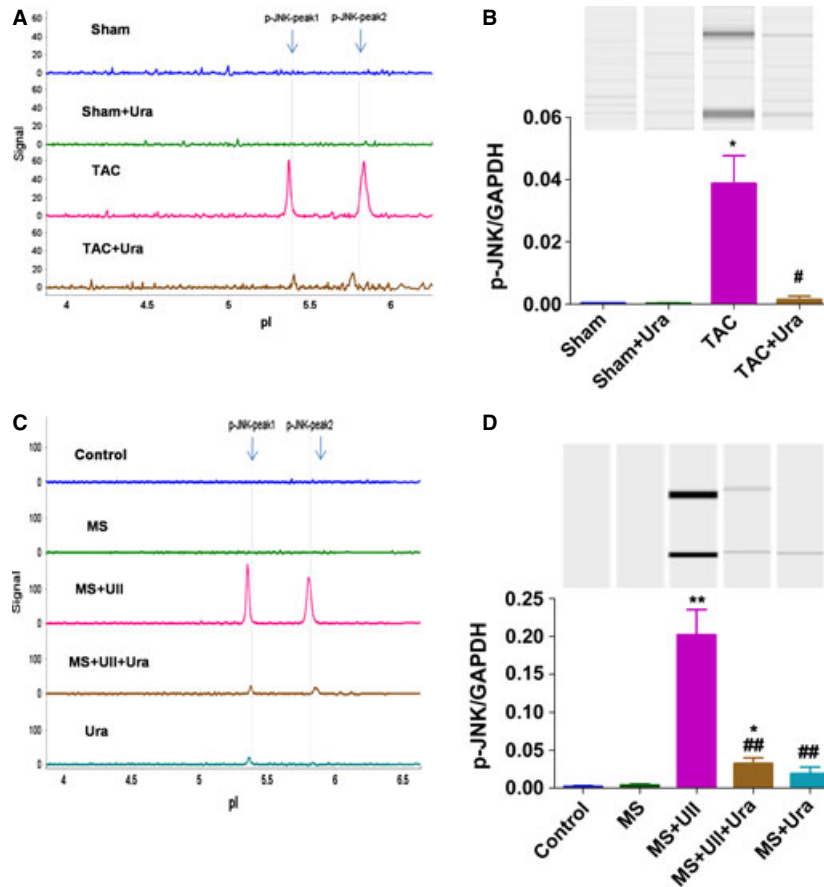 A
p-JNK-peak1 p-JNK-peak2
Sham
60
40
20
0
Sham+Ura
60
40
20
0
Signal
TAC
60
40
20
0
TAC+Ura
60
40
20
0
4 4.5 5 5.5 6
pI
B
p-JNK/GAPDH
0.06
0.04
0.02
0.00
*
#
Sham
Sham+Ura
TAC
TAC+Ura
C
p-JNK-peak1 p-JNK-peak2
Control
100
0
MS
100
0
Signal
MS+UII
100
0
MS+UII+Ura
100
0
Ura
100
0
4 4.5 5 5.5 6 6.5
pI
D
p-JNK/GAPDH
0.25
0.20
0.15
0.10
0.05
0.00
**
*
##
##
Control
MS
MS+UII
MS+UII+Ura
MS+Ura